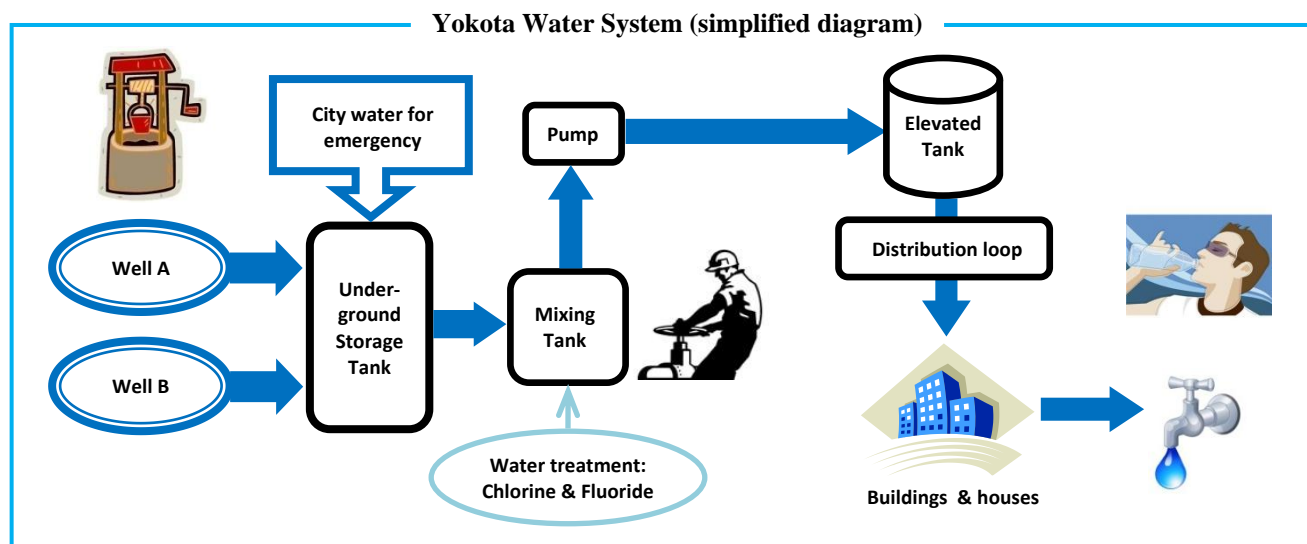 Yokota Water System (simplified diagram)
City water for
emergency
Pump
Elevated
Tank
Well A
Under-
ground
Storage
Tank
Mixing
Tank
Distribution loop
Well B
Water treatment:
Chlorine & Fluoride
Buildings & houses